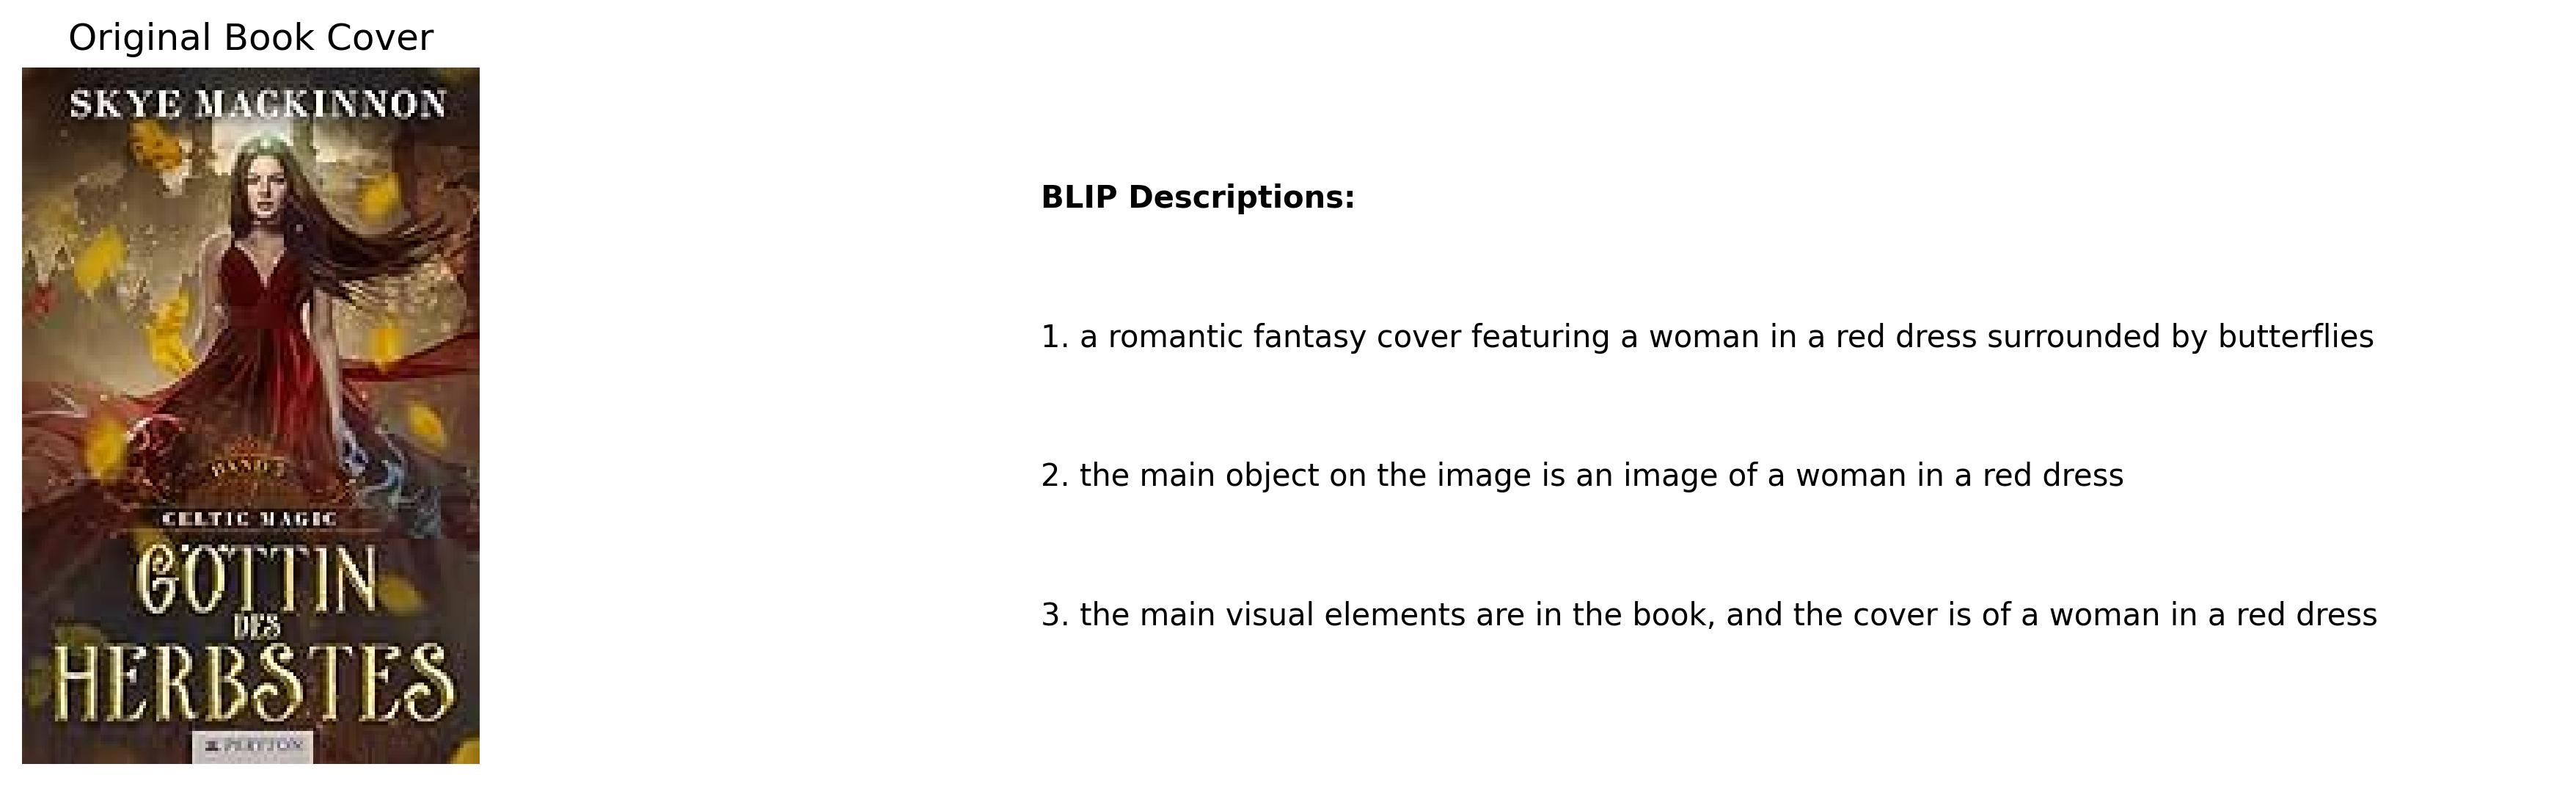 Original Book Cover
SKYE MACKINNON
BAND 2
CELTIC MAGIC
GÖTTIN
DES
HERBSTES
PERYTON
BLIP Descriptions:
1. a romantic fantasy cover featuring a woman in a red dress surrounded by butterflies
2. the main object on the image is an image of a woman in a red dress
3. the main visual elements are in the book, and the cover is of a woman in a red dress